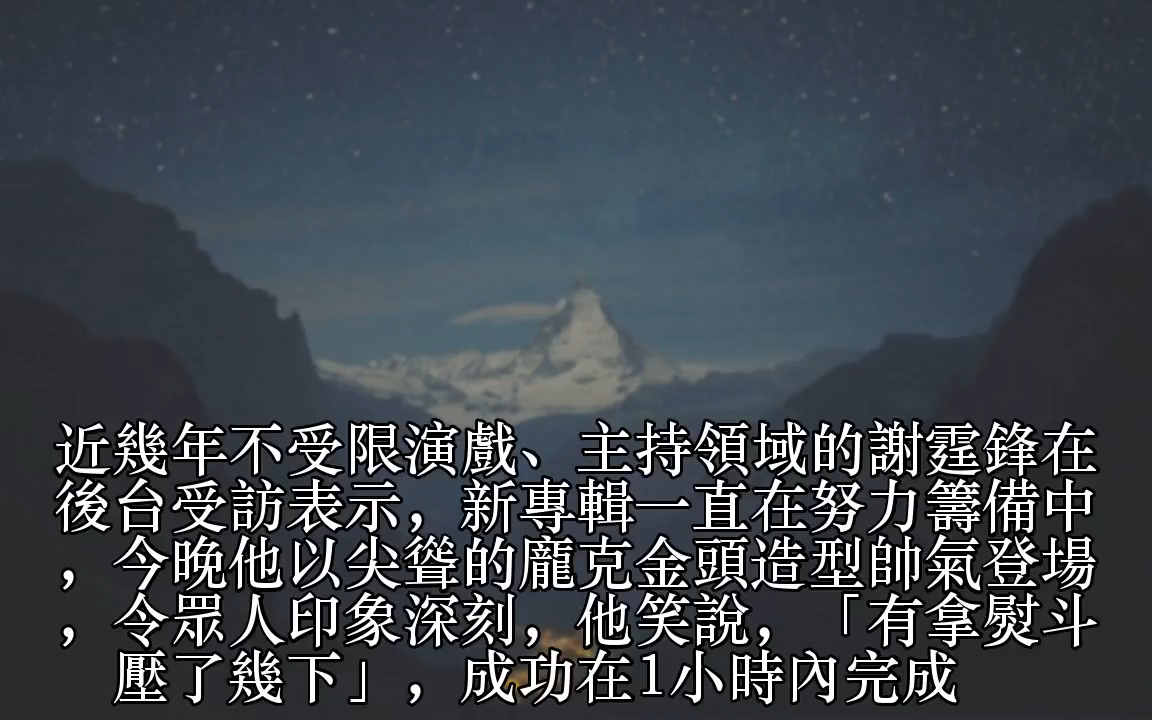 近幾年不受限演戲、主持領域的謝霆鋒在
後台受訪表示，新專輯一直在努力籌備中
，今晚他以尖聳的龐克金頭造型帥氣登場
，令眾人印象深刻，他笑說，「有拿熨斗
壓了幾下」，成功在1小時內完成